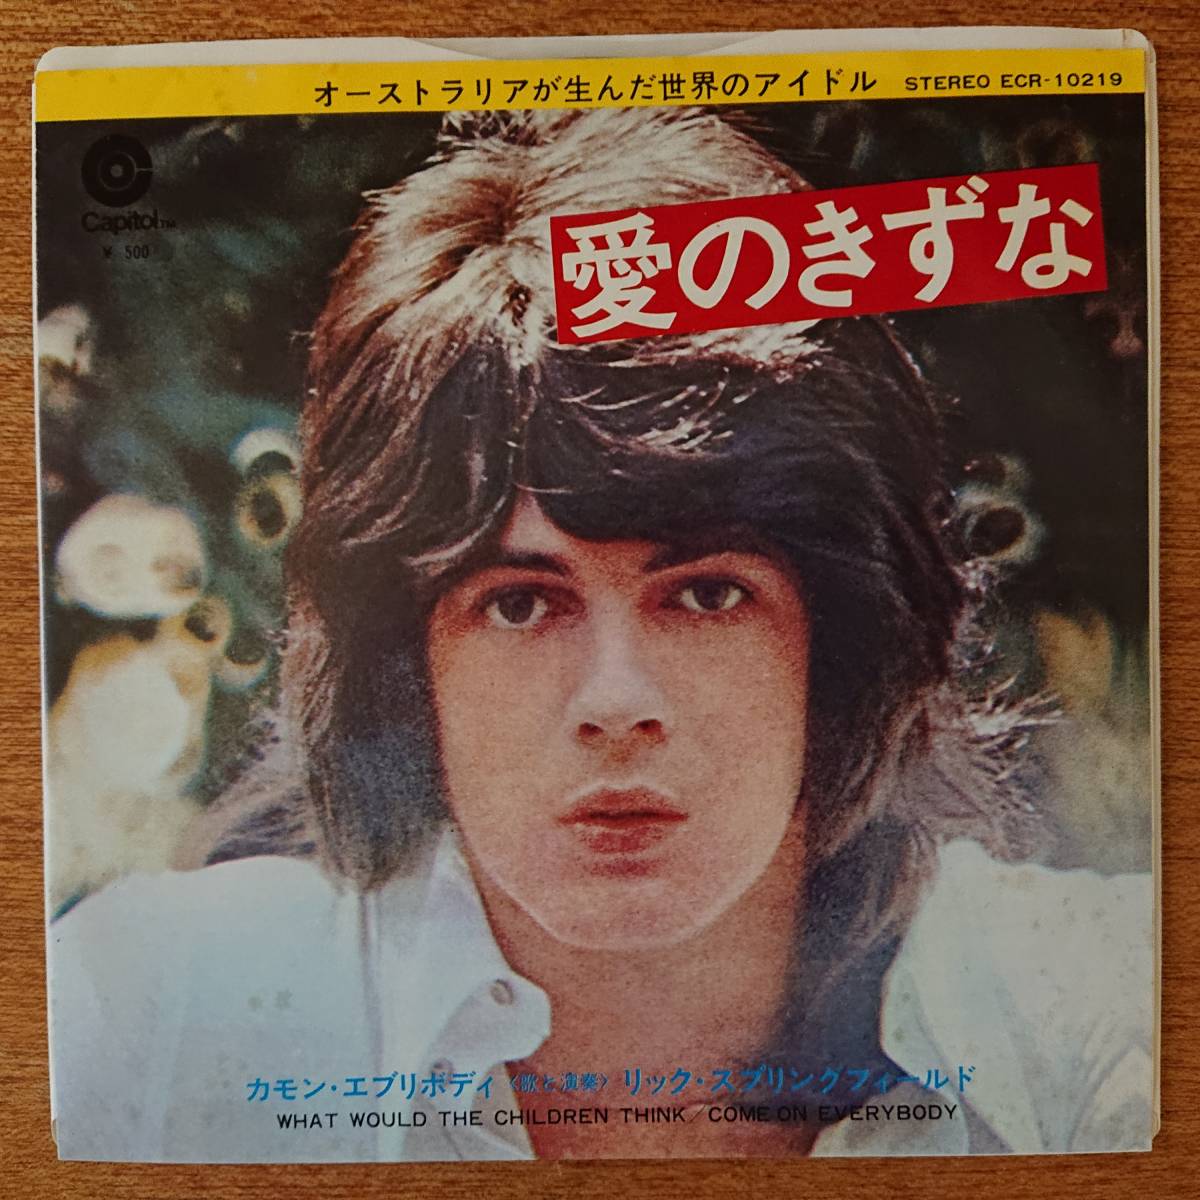 オーストラリアが生んだ世界のアイドル STEREO ECR-10219
Capitol TM
¥ 500
愛のきずな
カモン・エブリボディ〈歌と演奏〉リック・スプリングフィールド
WHAT WOULD THE CHILDREN THINK/COME ON EVERYBODY